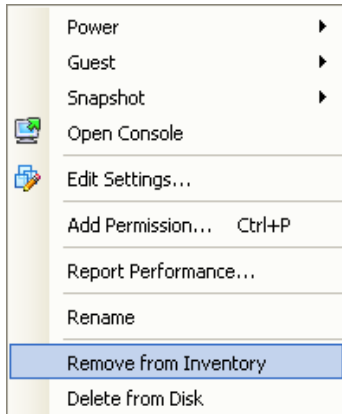 Power
Guest
Snapshot
Open Console
Edit Settings...
Add Permission... Ctrl+P
Report Performance...
Rename
Remove from Inventory
Delete from Disk